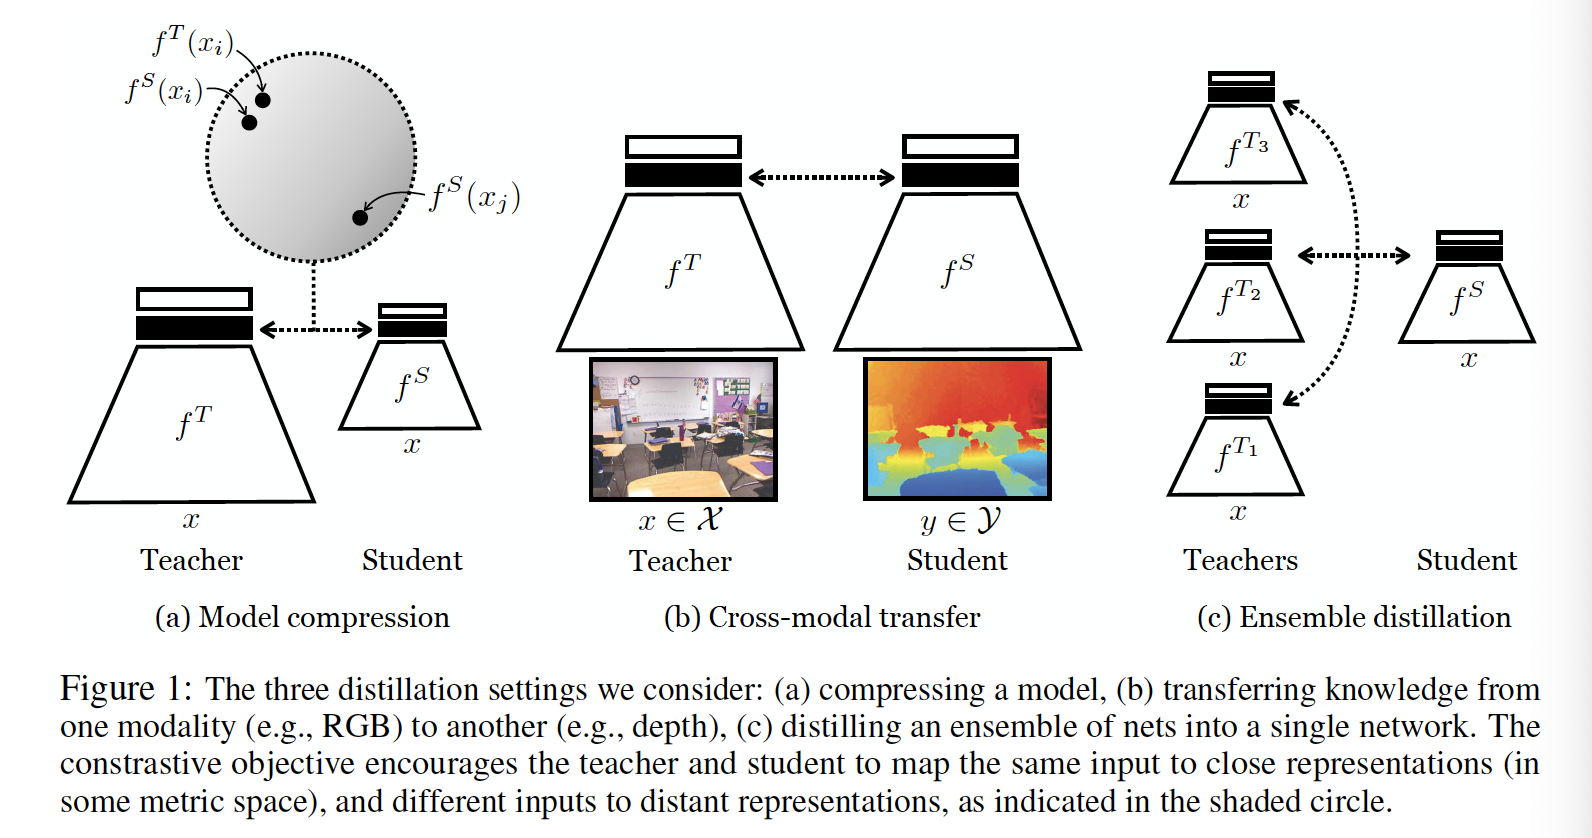 f^T(x_i)
f^S(x_i)
f^S(x_j)
f^T
f^S
x
x
Teacher Student
(a) Model compression
f^T
f^S
x ∈ 𝒳
y ∈ 𝒴
Teacher Student
(b) Cross-modal transfer
f^{T_3}
x
f^{T_2}
x
f^{T_1}
x
f^S
x
Teachers Student
(c) Ensemble distillation
Figure 1: The three distillation settings we consider: (a) compressing a model, (b) transferring knowledge from
one modality (e.g., RGB) to another (e.g., depth), (c) distilling an ensemble of nets into a single network. The
constrastive objective encourages the teacher and student to map the same input to close representations (in
some metric space), and different inputs to distant representations, as indicated in the shaded circle.